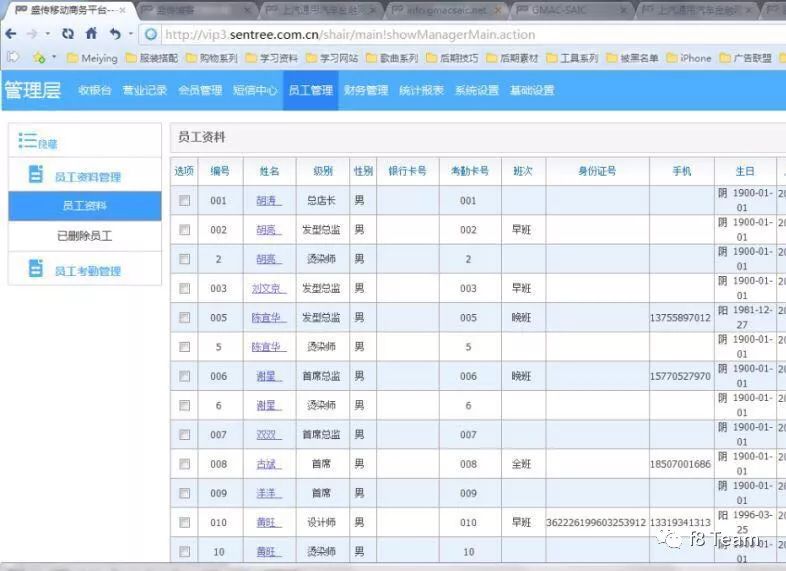 盛传移动商务平台--- 盛传博客 上汽通用汽车金融 info.gmacsaic.net GMAC-SAIC 上汽通用汽车金融
http://vip3.sentree.com.cn/shair/main!showManagerMain.action
Meiying 服装搭配 购物系列 学习资料 学习网站 歌曲系列 后期技巧 后期素材 工具系列 被黑名单 iPhone 广告联盟
管理层 收银台 营业记录 会员管理 短信中心 员工管理 财务管理 统计报表 系统设置 基础设置
隐藏
员工资料管理
员工资料
已删除员工
员工考勤管理
员工资料
选项 编号 姓名 级别 性别 银行卡号 考勤卡号 班次 身份证号 手机 生日
001 胡涛 总店长 男 001 阴 1900-01-01
002 胡亮 发型总监 男 002 早班 阴 1900-01-01
2 胡亮 烫染师 男 2 阴 1900-01-01
003 刘文京 发型总监 男 003 早班 阴 1900-01-01
005 陈宜华 发型总监 男 005 晚班 13755897012 阳 1981-12-27
5 陈宜华 烫染师 男 5 阴 1900-01-01
006 谢星 首席总监 男 006 晚班 15770527970 阴 1900-01-01
6 谢星 烫染师 男 6 阴 1900-01-01
007 双双 首席总监 男 007 阴 1900-01-01
008 古斌 首席 男 008 全班 18507001686 阴 1900-01-01
009 洋洋 首席 男 009 阴 1900-01-01
010 黄旺 设计师 男 010 早班 362226199603253912 13319341313 阳 1996-03-25
10 黄旺 烫染师 男 10
f8 Team